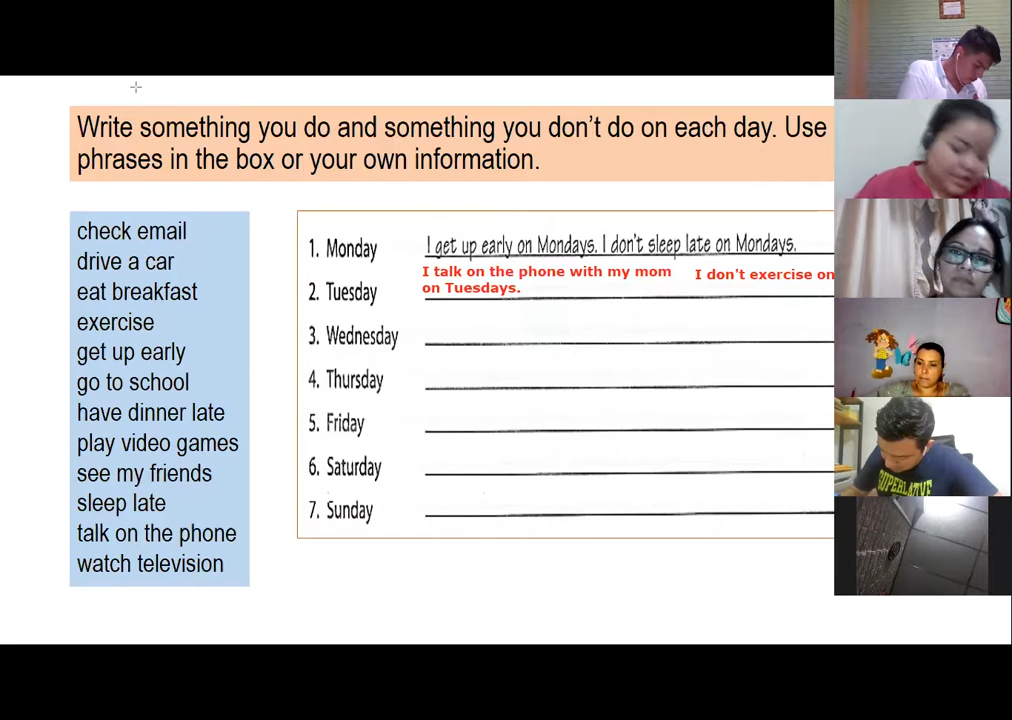 Write something you do and something you don't do on each day. Use
phrases in the box or your own information.
check email
drive a car
eat breakfast
exercise
get up early
go to school
have dinner late
play video games
see my friends
sleep late
talk on the phone
watch television
1. Monday I get up early on Mondays. I don't sleep late on Mondays.
I talk on the phone with my mom I don't exercise on
on Tuesdays.
2. Tuesday
3. Wednesday
4. Thursday
5. Friday
6. Saturday
7. Sunday
SUPERLATIVE